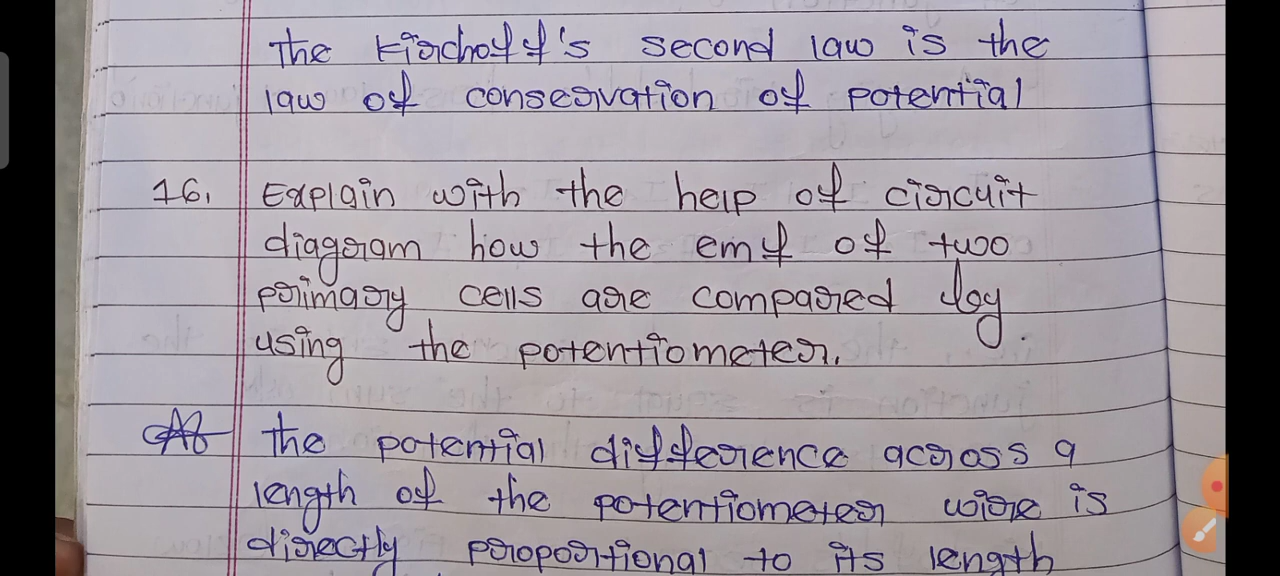 The Kirchoff's second law is the
law of conservation of potential
16. Explain with the help of circuit
diagram how the emf of two
primary cells are compared by
using the potentiometer.
A6 the potential difference across a
length of the potentiometer wire is
directly proportional to its length